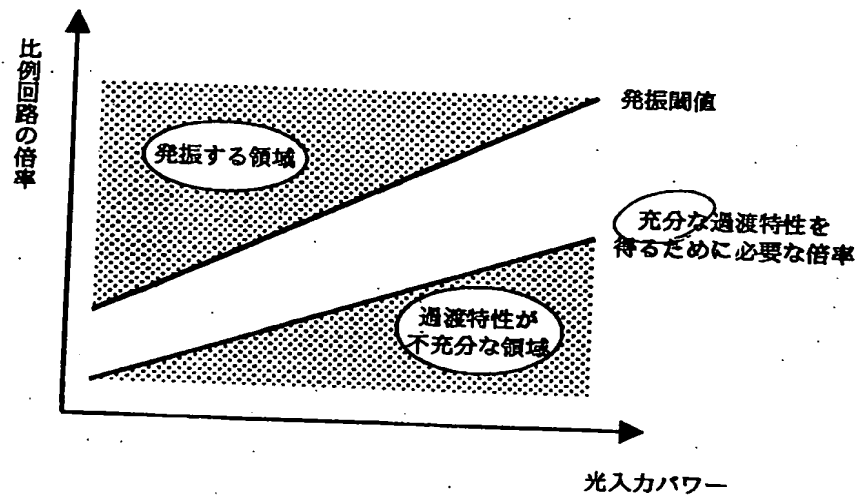 比例回路の倍率
発振閾値
発振する領域
充分な過渡特性を
得るために必要な倍率
過渡特性が
不充分な領域
光入力パワー